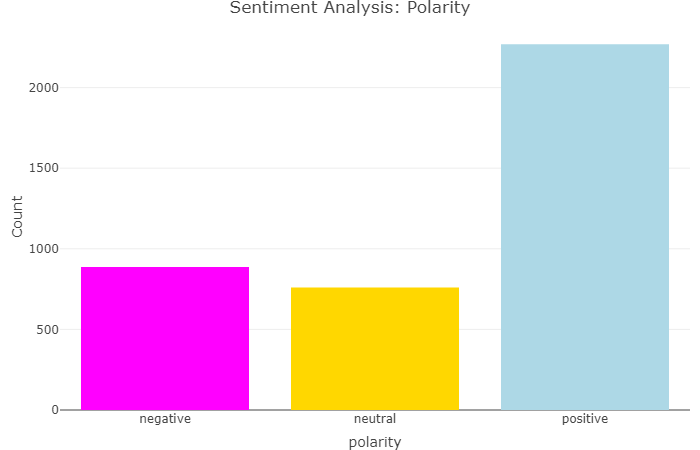 Sentiment Analysis: Polarity
Count
2000
1500
1000
500
0
negative
neutral
positive
polarity